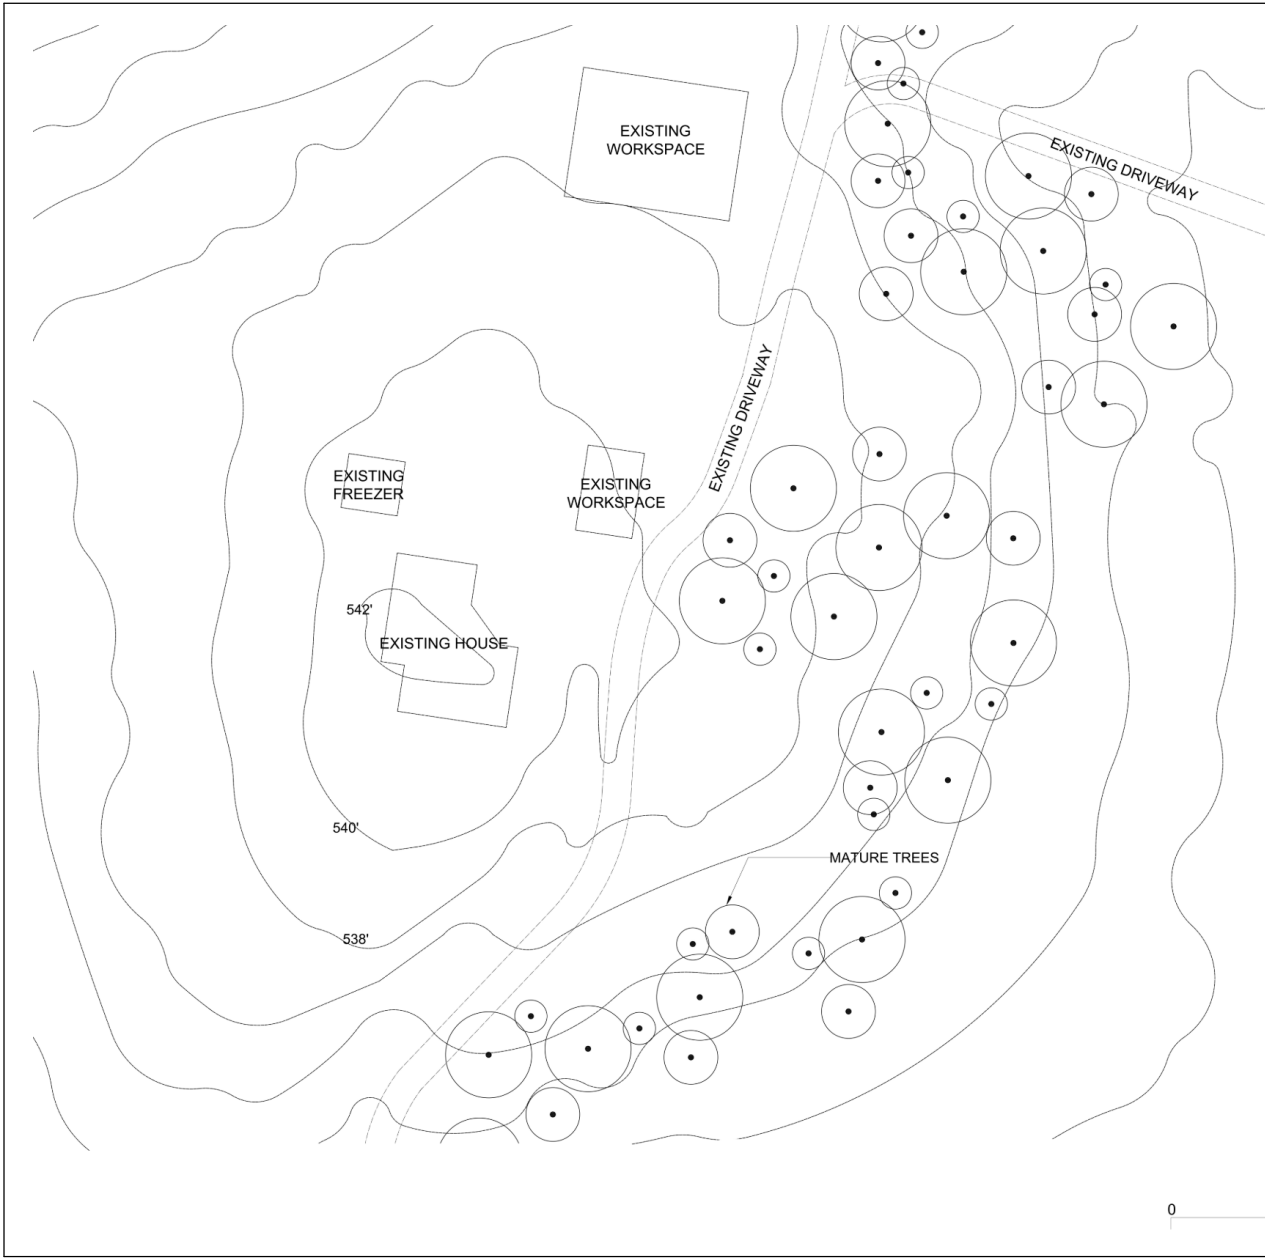 EXISTING
WORKSPACE
EXISTING DRIVEWAY
EXISTING DRIVEWAY
EXISTING
FREEZER
EXISTING
WORKSPACE
542'
EXISTING HOUSE
540'
MATURE TREES
538'
0